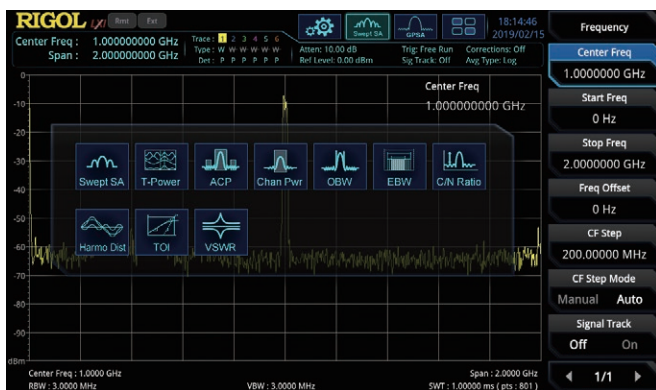 RIGOL LXI Rmt Ext
Center Freq : 1.000000000 GHz
Span : 2.000000000 GHz
Trace : 1 2 3 4 5 6
Type : W W W W W W
Det : P P P P P P
Swept SA
GPSA
18:14:46
2019/02/15
Atten: 10.00 dB
Ref Level: 0.00 dBm
Trig: Free Run
Sig Track: Off
Corrections: Off
Avg Type: Log
Center Freq
1.000000000 GHz
0
-10
-20
-30
-40
-50
-60
-70
-80
-90
dBm
Swept SA
T-Power
ACP
Chan Pwr
OBW
EBW
C/N Ratio
Harmo Dist
TOI
VSWR
Center Freq : 1.0000 GHz
RBW : 3.0000 MHz
VBW : 3.0000 MHz
Span : 2.0000 GHz
SWT : 1.00000 ms ( pts : 801 )
Frequency
Center Freq
1.0000000 GHz
Start Freq
0 Hz
Stop Freq
2.0000000 GHz
Freq Offset
0 Hz
CF Step
200.00000 MHz
CF Step Mode
Manual Auto
Signal Track
Off On
1/1